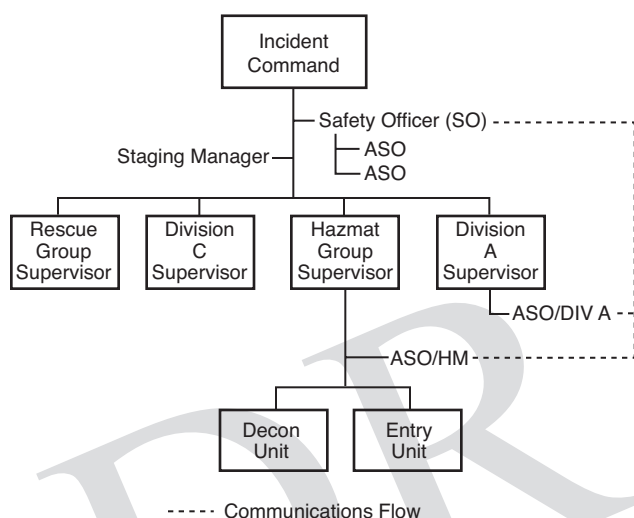 Incident
Command
Safety Officer (SO)
ASO
Staging Manager
ASO
Rescue
Group
Supervisor
Division
C
Supervisor
Hazmat
Group
Supervisor
Division
A
Supervisor
ASO/DIV A
ASO/HM
Decon
Unit
Entry
Unit
Communications Flow